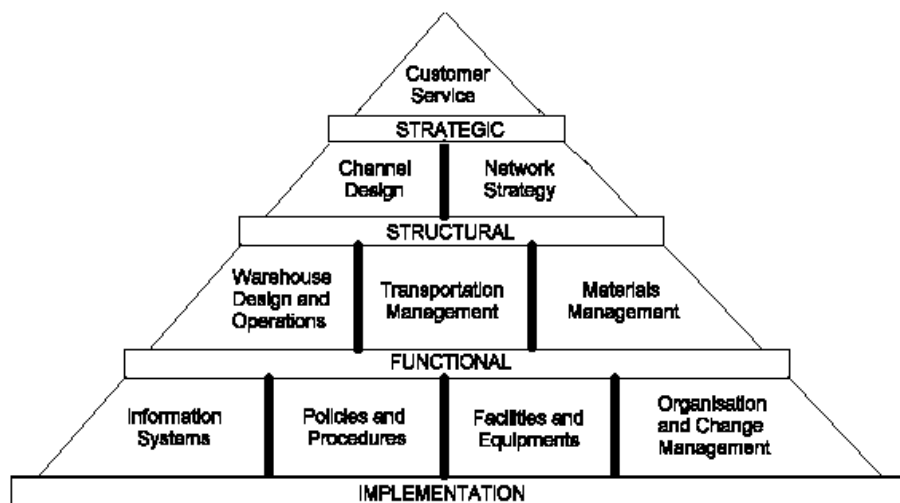 Customer
Service
STRATEGIC
Channel
Design
Network
Strategy
STRUCTURAL
Warehouse
Design and
Operations
Transportation
Management
Materials
Management
FUNCTIONAL
Information
Systems
Policies and
Procedures
Facilities and
Equipments
Organisation
and Change
Management
IMPLEMENTATION